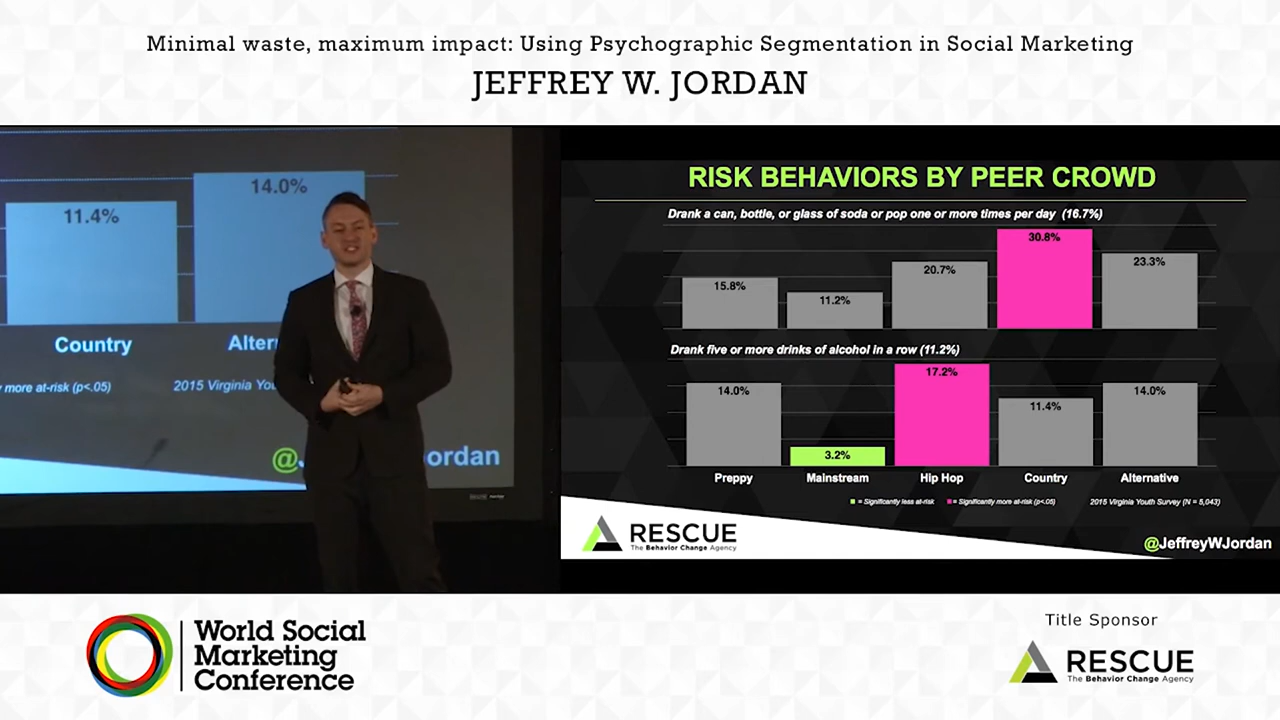 Minimal waste, maximum impact: Using Psychographic Segmentation in Social Marketing
JEFFREY W. JORDAN
11.4%
14.0%
Country
more at-risk (p<.05)
2015 Virginia
@
ordan
RISK BEHAVIORS BY PEER CROWD
Drank a can, bottle, or glass of soda or pop one or more times per day (16.7%)
15.8%
11.2%
20.7%
30.8%
23.3%
Drank five or more drinks of alcohol in a row (11.2%)
14.0%
3.2%
17.2%
11.4%
14.0%
Preppy Mainstream Hip Hop Country Alternative
= Significantly less at-risk = Significantly more at-risk (p<.05) 2015 Virginia Youth Survey (N = 5,043)
RESCUE
The Behavior Change Agency
@JeffreyWJordan
World Social
Marketing
Conference
Title Sponsor
RESCUE
The Behavior Change Agency